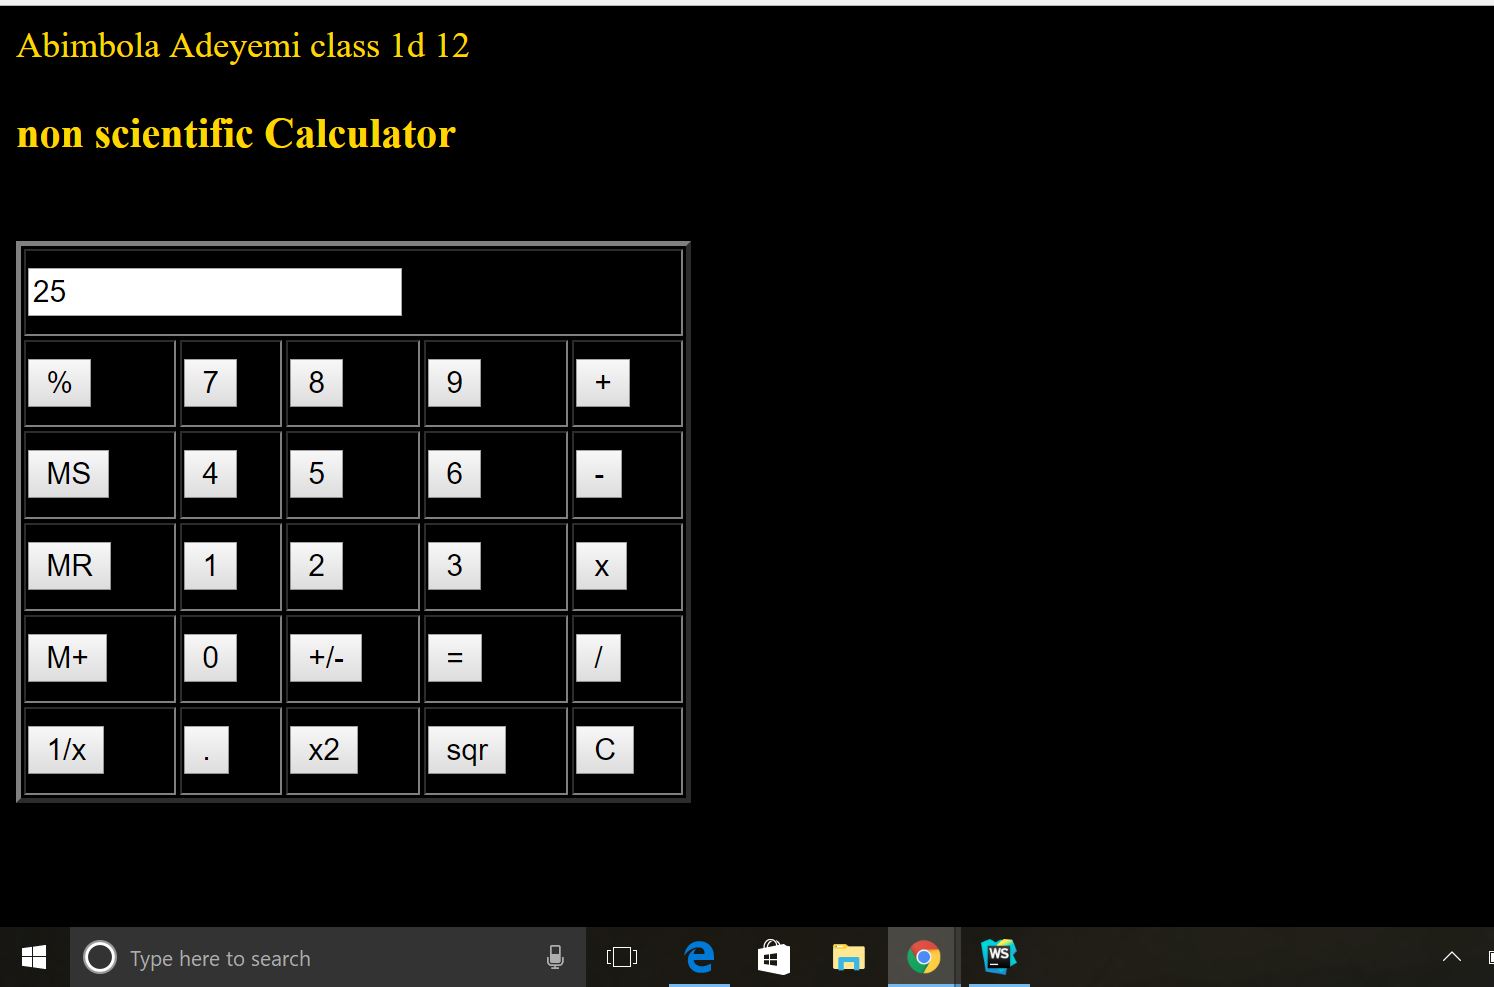 Abimbola Adeyemi class 1d 12
non scientific Calculator
25
% 7 8 9 +
MS 4 5 6 -
MR 1 2 3 x
M+ 0 +/- = /
1/x . x2 sqr C
Type here to search
WS